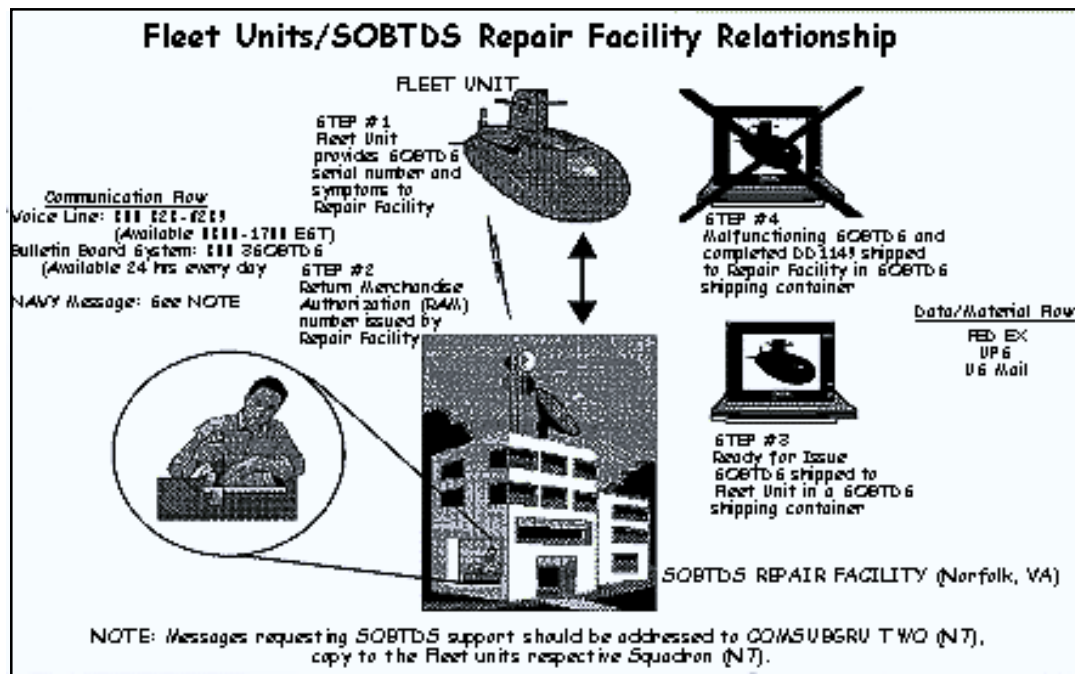 Fleet Units/SOBTDS Repair Facility Relationship
FLEET UNIT
STEP #1
Fleet Unit
provides SOBTDS
serial number and
symptoms to
Repair Facility
Communication Flow
Voice Line:
(Available -1700 EST)
Bulletin Board System: 36OBTDS
(Available 24 hrs every day
NAVY Message: See NOTE
STEP #2
Return Merchandise
Authorization (RAM)
number issued by
Repair Facility
STEP #4
Malfunctioning SOBTDS and
completed DD1149 shipped
to Repair Facility in SOBTDS
shipping container
Data/Material Flow
FED EX
UPS
US Mail
STEP #3
Ready for Issue
SOBTDS shipped to
Fleet Unit in a SOBTDS
shipping container
SOBTDS REPAIR FACILITY (Norfolk, VA)
NOTE: Messages requesting SOBTDS support should be addressed to COMSUBGRU TWO (N7),
copy to the Fleet units respective Squadron (N7).